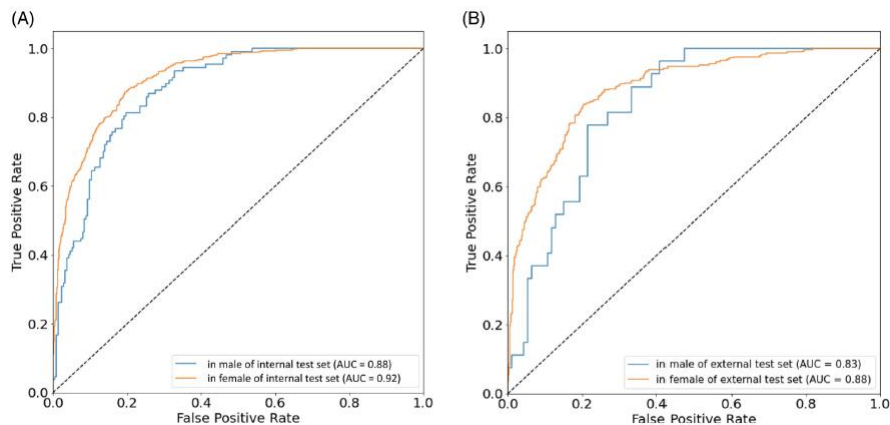 (A)
1.0
0.8
0.6
0.4
0.2
0.0
0.0 0.2 0.4 0.6 0.8 1.0
True Positive Rate
False Positive Rate
in male of internal test set (AUC = 0.88)
in female of internal test set (AUC = 0.92)
(B)
1.0
0.8
0.6
0.4
0.2
0.0
0.0 0.2 0.4 0.6 0.8 1.0
True Positive Rate
False Positive Rate
in male of external test set (AUC = 0.83)
in female of external test set (AUC = 0.88)